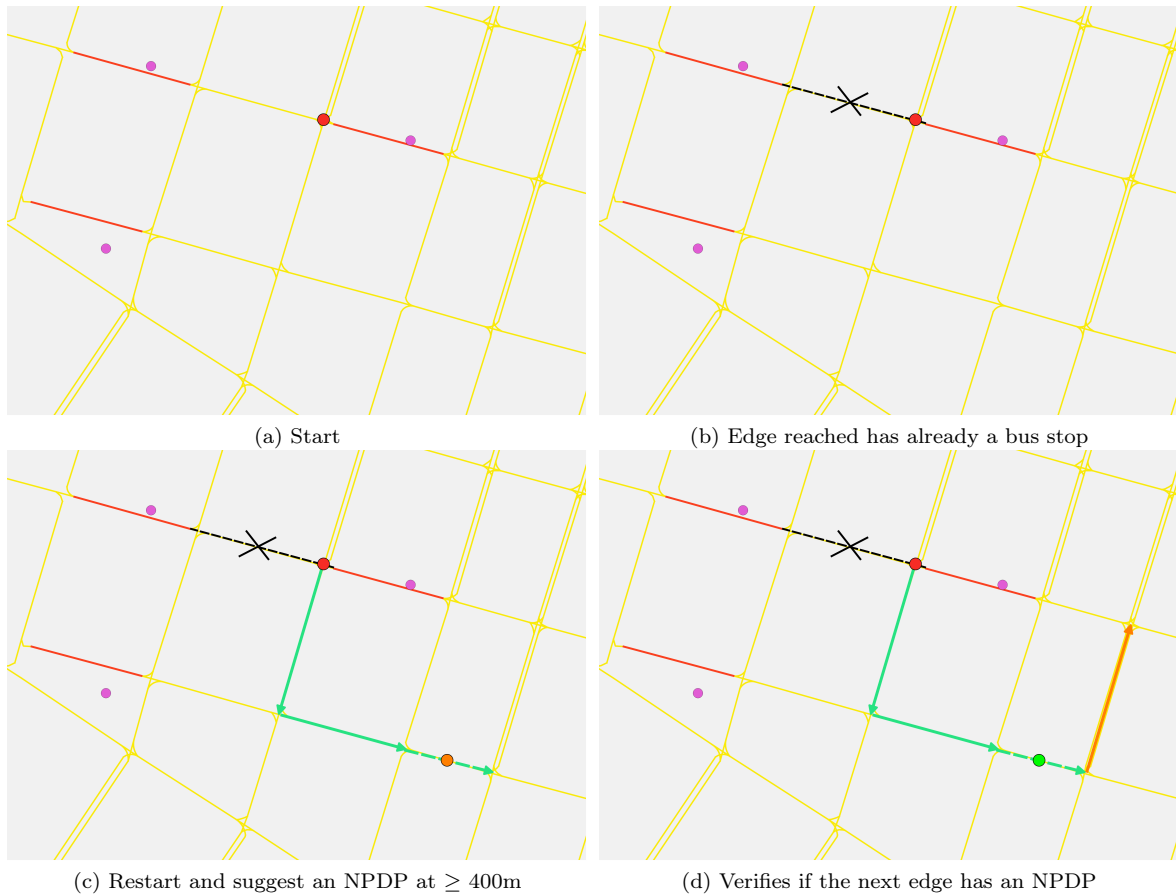 (a) Start
(b) Edge reached has already a bus stop
(c) Restart and suggest an NPDP at ≥ 400m
(d) Verifies if the next edge has an NPDP